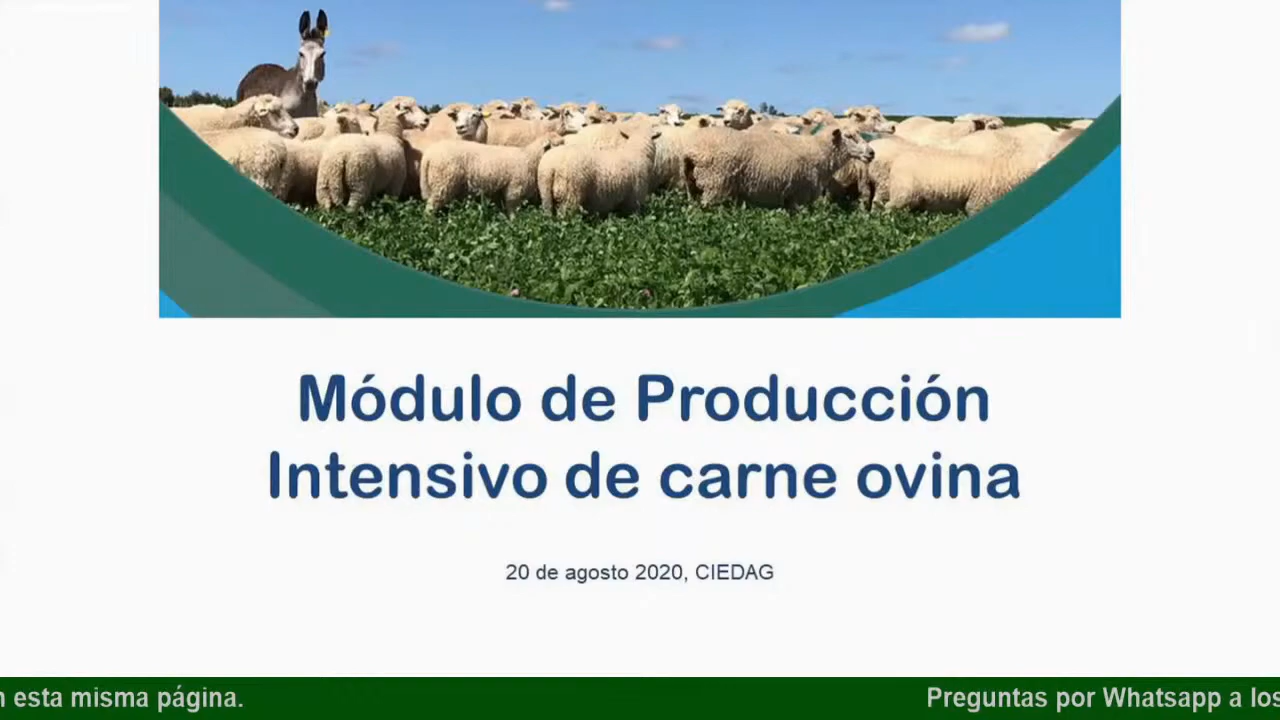 Módulo de Producción
Intensivo de carne ovina
20 de agosto 2020, CIEDAG
esta misma página.
Preguntas por Whatsapp a los